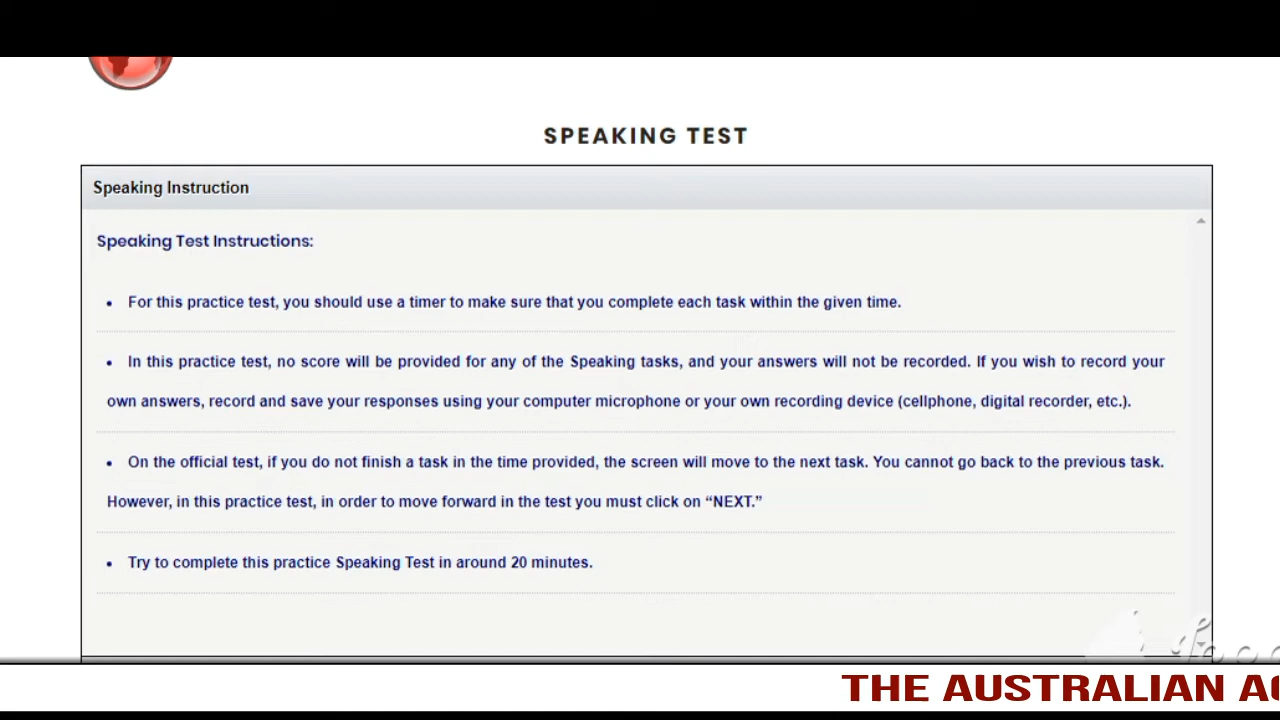 SPEAKING TEST
Speaking Instruction
Speaking Test Instructions:
• For this practice test, you should use a timer to make sure that you complete each task within the given time.
• In this practice test, no score will be provided for any of the Speaking tasks, and your answers will not be recorded. If you wish to record your
own answers, record and save your responses using your computer microphone or your own recording device (cellphone, digital recorder, etc.).
• On the official test, if you do not finish a task in the time provided, the screen will move to the next task. You cannot go back to the previous task.
However, in this practice test, in order to move forward in the test you must click on “NEXT.”
• Try to complete this practice Speaking Test in around 20 minutes.
THE AUSTRALIAN